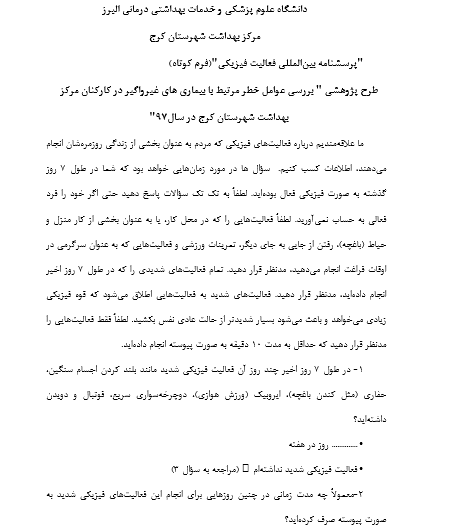 دانشگاه علوم پزشکی و خدمات بهداشتی درمانی البرز
مرکز بهداشت شهرستان کرج
"پرسشنامه بین‌المللی فعالیت فیزیکی"(فرم کوتاه)
طرح پژوهشی " بررسی عوامل خطر مرتبط با بیماری های غیرواگیر در کارکنان مرکز
بهداشت شهرستان کرج در سال۹۷"
ما علاقه‌مندیم درباره فعالیت‌های فیزیکی که مردم به عنوان بخشی از زندگی روزمره‌شان انجام
می‌دهند، اطلاعات کسب کنیم. سؤال ها در مورد زمان‌هایی خواهد بود که شما در طول ۷ روز
گذشته به صورت فیزیکی فعال بوده‌اید. لطفاً به تک تک سؤالات پاسخ دهید حتی اگر خود را فرد
فعالی به حساب نمی‌آورید. لطفاً فعالیت‌هایی را که در محل کار، یا به عنوان بخشی از کار منزل و
حیاط (باغچه)، رفتن از جایی به جای دیگر، تمرینات ورزشی و فعالیت‌هایی که به عنوان سرگرمی در
اوقات فراغت انجام می‌دهید، مدنظر قرار دهید. تمام فعالیت‌های شدیدی را که در طول ۷ روز اخیر
انجام داده‌اید، مدنظر قرار دهید. فعالیت‌های شدید به فعالیت‌هایی اطلاق می‌شود که قوه فیزیکی
زیادی می‌خواهد و باعث می‌شود بسیار شدیدتر از حالت عادی نفس بکشید. لطفاً فقط فعالیت‌هایی را
مدنظر قرار دهید که حداقل به مدت ۱۰ دقیقه به صورت پیوسته انجام داده‌اید.
۱- در طول ۷ روز اخیر چند روز آن فعالیت فیزیکی شدید مانند بلند کردن اجسام سنگین،
حفاری (مثل کندن باغچه)، ایروبیک (ورزش هوازی)، دوچرخه‌سواری سریع، فوتبال و دویدن
داشته‌اید؟
• ............. روز در هفته
• فعالیت فیزیکی شدید نداشته‌ام □ (مراجعه به سؤال ۳)
۲-معمولاً چه مدت زمانی در چنین روزهایی برای انجام این فعالیت‌های فیزیکی شدید به
صورت پیوسته صرف کرده‌اید؟